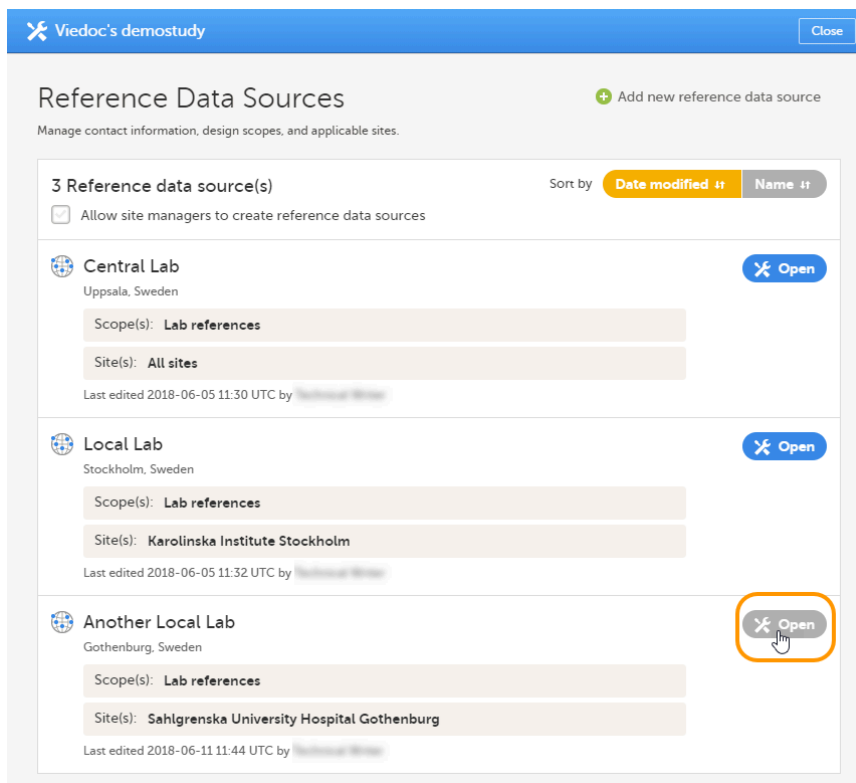 Viedoc's demostudy
Close
Reference Data Sources
Add new reference data source
Manage contact information, design scopes, and applicable sites.
3 Reference data source(s)
Sort by Date modified Name
Allow site managers to create reference data sources
Central Lab
Open
Uppsala, Sweden
Scope(s): Lab references
Site(s): All sites
Last edited 2018-06-05 11:30 UTC by
Local Lab
Open
Stockholm, Sweden
Scope(s): Lab references
Site(s): Karolinska Institute Stockholm
Last edited 2018-06-05 11:32 UTC by
Another Local Lab
Open
Gothenburg, Sweden
Scope(s): Lab references
Site(s): Sahlgrenska University Hospital Gothenburg
Last edited 2018-06-11 11:44 UTC by